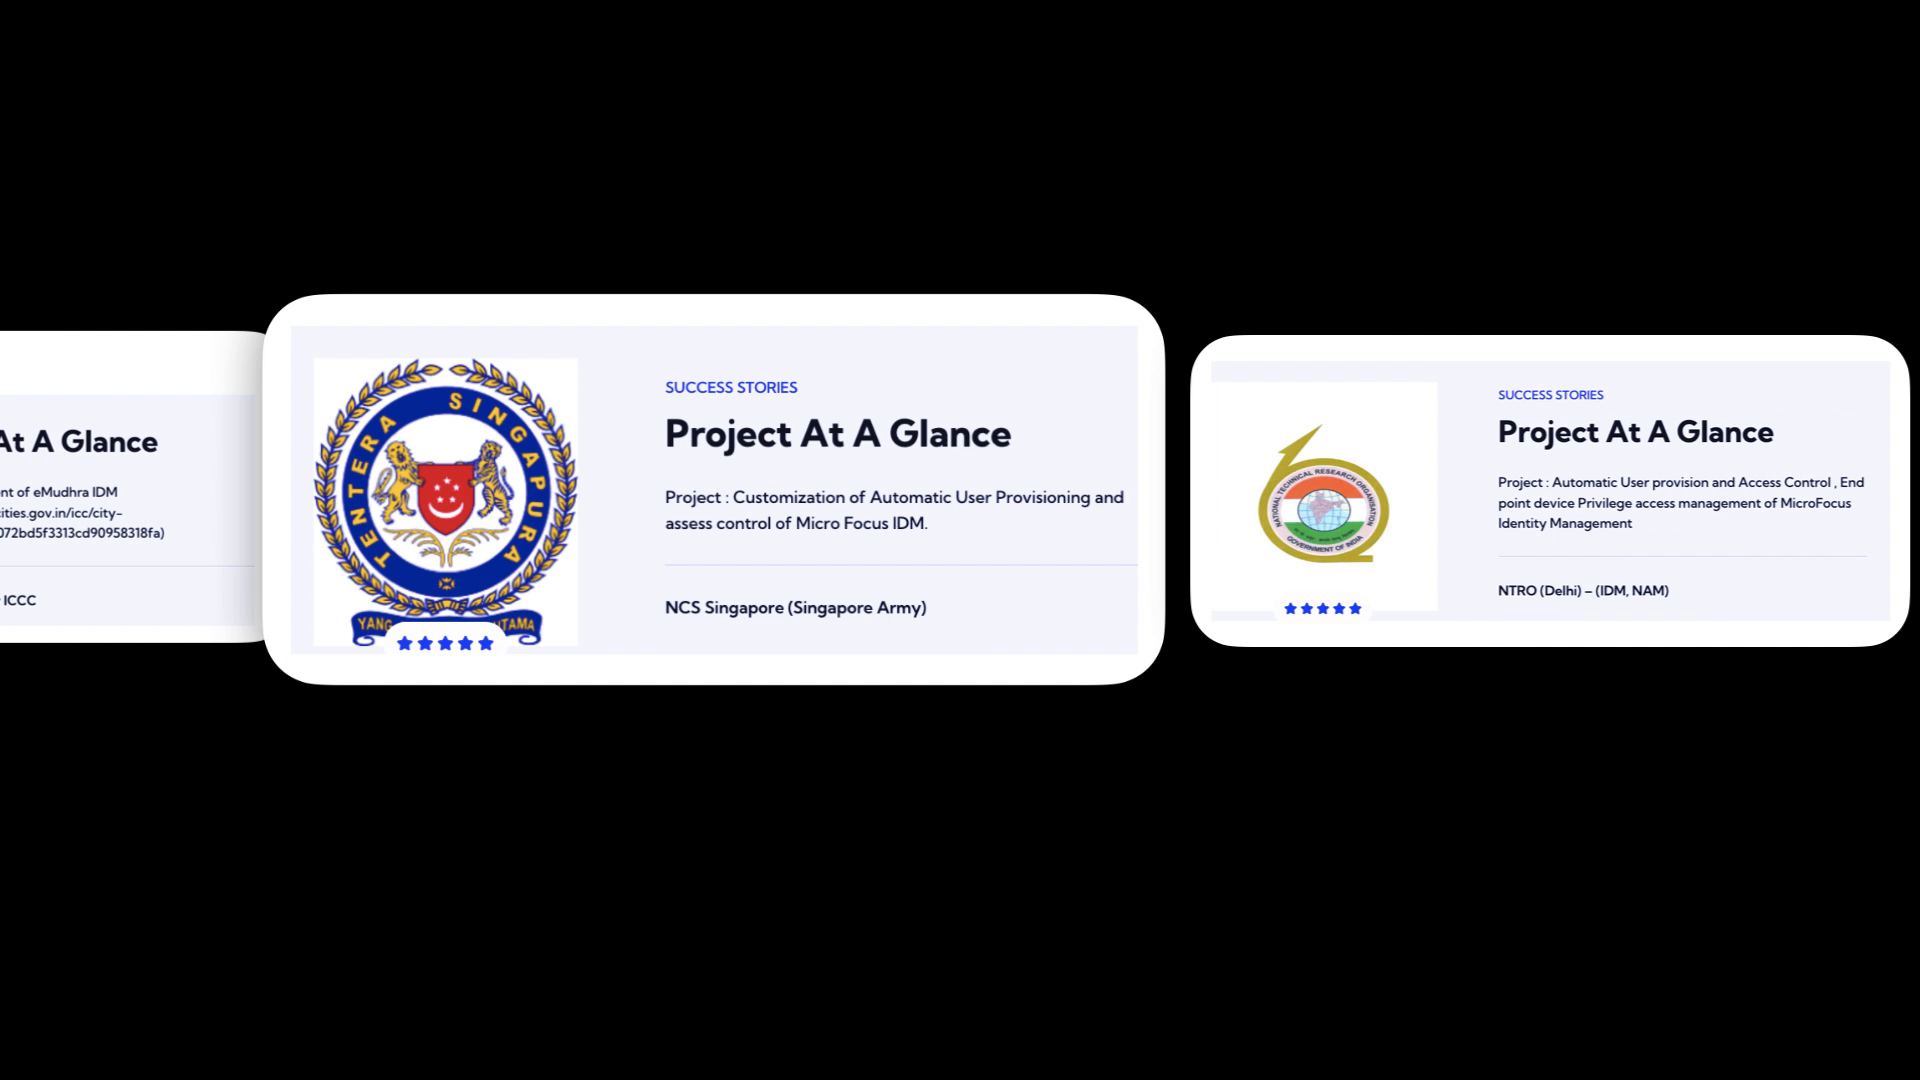 At A Glance
nt of eMudhra IDM
cities.gov.in/icc/city-
072bd5f3313cd90958318fa)
ICCC
TENTERA SINGAPURA
YANG UTAMA
SUCCESS STORIES
Project At A Glance
Project : Customization of Automatic User Provisioning and
assess control of Micro Focus IDM.
NCS Singapore (Singapore Army)
NATIONAL TECHNICAL RESEARCH ORGANISATION
GOVERNMENT OF INDIA
SUCCESS STORIES
Project At A Glance
Project : Automatic User provision and Access Control , End
point device Privilege access management of MicroFocus
Identity Management
NTRO (Delhi) – (IDM, NAM)